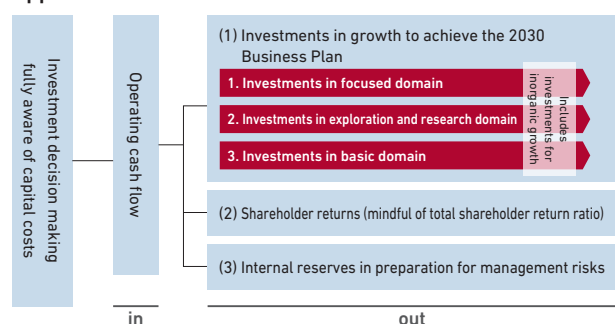 Investment decision making
fully aware of capital costs
Operating cash flow
(1) Investments in growth to achieve the 2030
Business Plan
1. Investments in focused domain
2. Investments in exploration and research domain
3. Investments in basic domain
Includes
investments for
inorganic growth
(2) Shareholder returns (mindful of total shareholder return ratio)
(3) Internal reserves in preparation for management risks
in
out